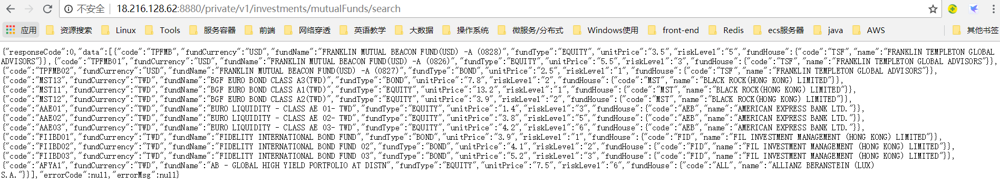 不安全 18.216.128.62:8880/private/v1/investments/mutualFunds/search
应用 资源搜索 Linux Tools 服务容器 前端 网络穿透 英语教学 大数据 操作系统 微服务/分布式 Windows使用 front-end Redis ecs服务器 java AWS 其他书签
{"responseCode":0,"data":[{"code":"TPFMB","fundCurrency":"USD","fundName":"FRANKLIN MUTUAL BEACON FUND(USD) -A (0828)","fundType":"EQUITY","unitPrice":"3.5","riskLevel":"5","fundHouse":{"code":"TSF","name":"FRANKLIN TEMPLETON GLOBAL
ADVISORS"}},{"code":"TPFMB01","fundCurrency":"USD","fundName":"FRANKLIN MUTUAL BEACON FUND(USD) -A (0826)","fundType":"EQUITY","unitPrice":"5.5","riskLevel":"3","fundHouse":{"code":"TSF","name":"FRANKLIN TEMPLETON GLOBAL ADVISORS"}},
{"code":"TPFMB02","fundCurrency":"USD","fundName":"FRANKLIN MUTUAL BEACON FUND(USD) -A (0827)","fundType":"BOND","unitPrice":"2.5","riskLevel":"1","fundHouse":{"code":"TSF","name":"FRANKLIN TEMPLETON GLOBAL ADVISORS"}},
{"code":"MST13","fundCurrency":"TWD","fundName":"BGF EURO BOND CLASS A3(TWD)","fundType":"BOND","unitPrice":"7.8","riskLevel":"2","fundHouse":{"code":"MST","name":"BLACK ROCK(HONG KONG) LIMITED"}},
{"code":"MST11","fundCurrency":"TWD","fundName":"BGF EURO BOND CLASS A1(TWD)","fundType":"EQUITY","unitPrice":"13.2","riskLevel":"1","fundHouse":{"code":"MST","name":"BLACK ROCK(HONG KONG) LIMITED"}},
{"code":"MST12","fundCurrency":"TWD","fundName":"BGF EURO BOND CLASS A2(TWD)","fundType":"EQUITY","unitPrice":"3.9","riskLevel":"2","fundHouse":{"code":"MST","name":"BLACK ROCK(HONG KONG) LIMITED"}},
{"code":"AAE01","fundCurrency":"TWD","fundName":"EURO LIQUIDITY - CLASS AE 01- TWD","fundType":"EQUITY","unitPrice":"1.4","riskLevel":"3","fundHouse":{"code":"AEB","name":"AMERICAN EXPRESS BANK LTD."}},
{"code":"AAE02","fundCurrency":"TWD","fundName":"EURO LIQUIDITY - CLASS AE 02- TWD","fundType":"EQUITY","unitPrice":"3.8","riskLevel":"5","fundHouse":{"code":"AEB","name":"AMERICAN EXPRESS BANK LTD."}},
{"code":"AAE03","fundCurrency":"TWD","fundName":"EURO LIQUIDITY - CLASS AE 03- TWD","fundType":"EQUITY","unitPrice":"4.2","riskLevel":"6","fundHouse":{"code":"AEB","name":"AMERICAN EXPRESS BANK LTD."}},
{"code":"FIIBD01","fundCurrency":"TWD","fundName":"FIDELITY INTERNATIONAL BOND FUND","fundType":"BOND","unitPrice":"3.9","riskLevel":"1","fundHouse":{"code":"FID","name":"FIL INVESTMENT MANAGEMENT (HONG KONG) LIMITED"}},
{"code":"FIIBD02","fundCurrency":"TWD","fundName":"FIDELITY INTERNATIONAL BOND FUND 02","fundType":"BOND","unitPrice":"4.1","riskLevel":"2","fundHouse":{"code":"FID","name":"FIL INVESTMENT MANAGEMENT (HONG KONG) LIMITED"}},
{"code":"FIIBD03","fundCurrency":"TWD","fundName":"FIDELITY INTERNATIONAL BOND FUND 03","fundType":"BOND","unitPrice":"5.2","riskLevel":"3","fundHouse":{"code":"FID","name":"FIL INVESTMENT MANAGEMENT (HONG KONG) LIMITED"}},
{"code":"AFYA1","fundCurrency":"TWD","fundName":"AB - GLOBAL HIGH YIELD PORTFOLIO AT DISTN","fundType":"EQUITY","unitPrice":"7.5","riskLevel":"6","fundHouse":{"code":"ALL","name":"ALLIANZ BERANSTEIN (LUX)
S.A."}}],"errorCode":null,"errorMsg":null}